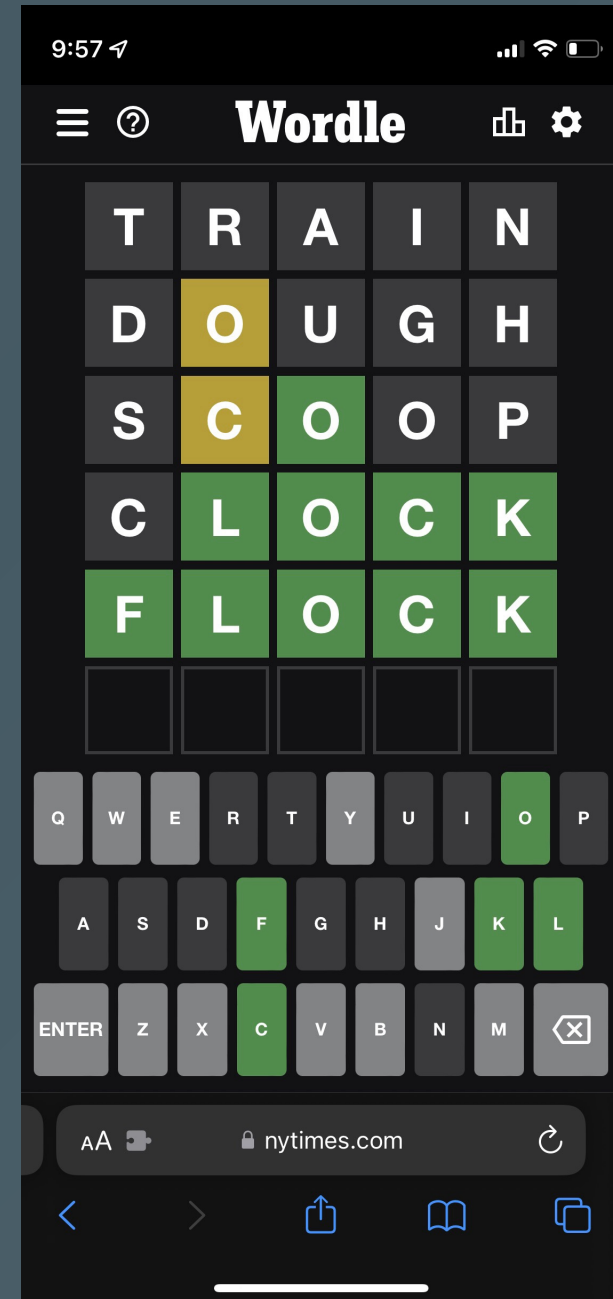 9:57
Wordle
T R A I N
D O U G H
S C O O P
C L O C K
F L O C K
Q W E R T Y U I O P
A S D F G H J K L
ENTER Z X C V B N M
AA nytimes.com